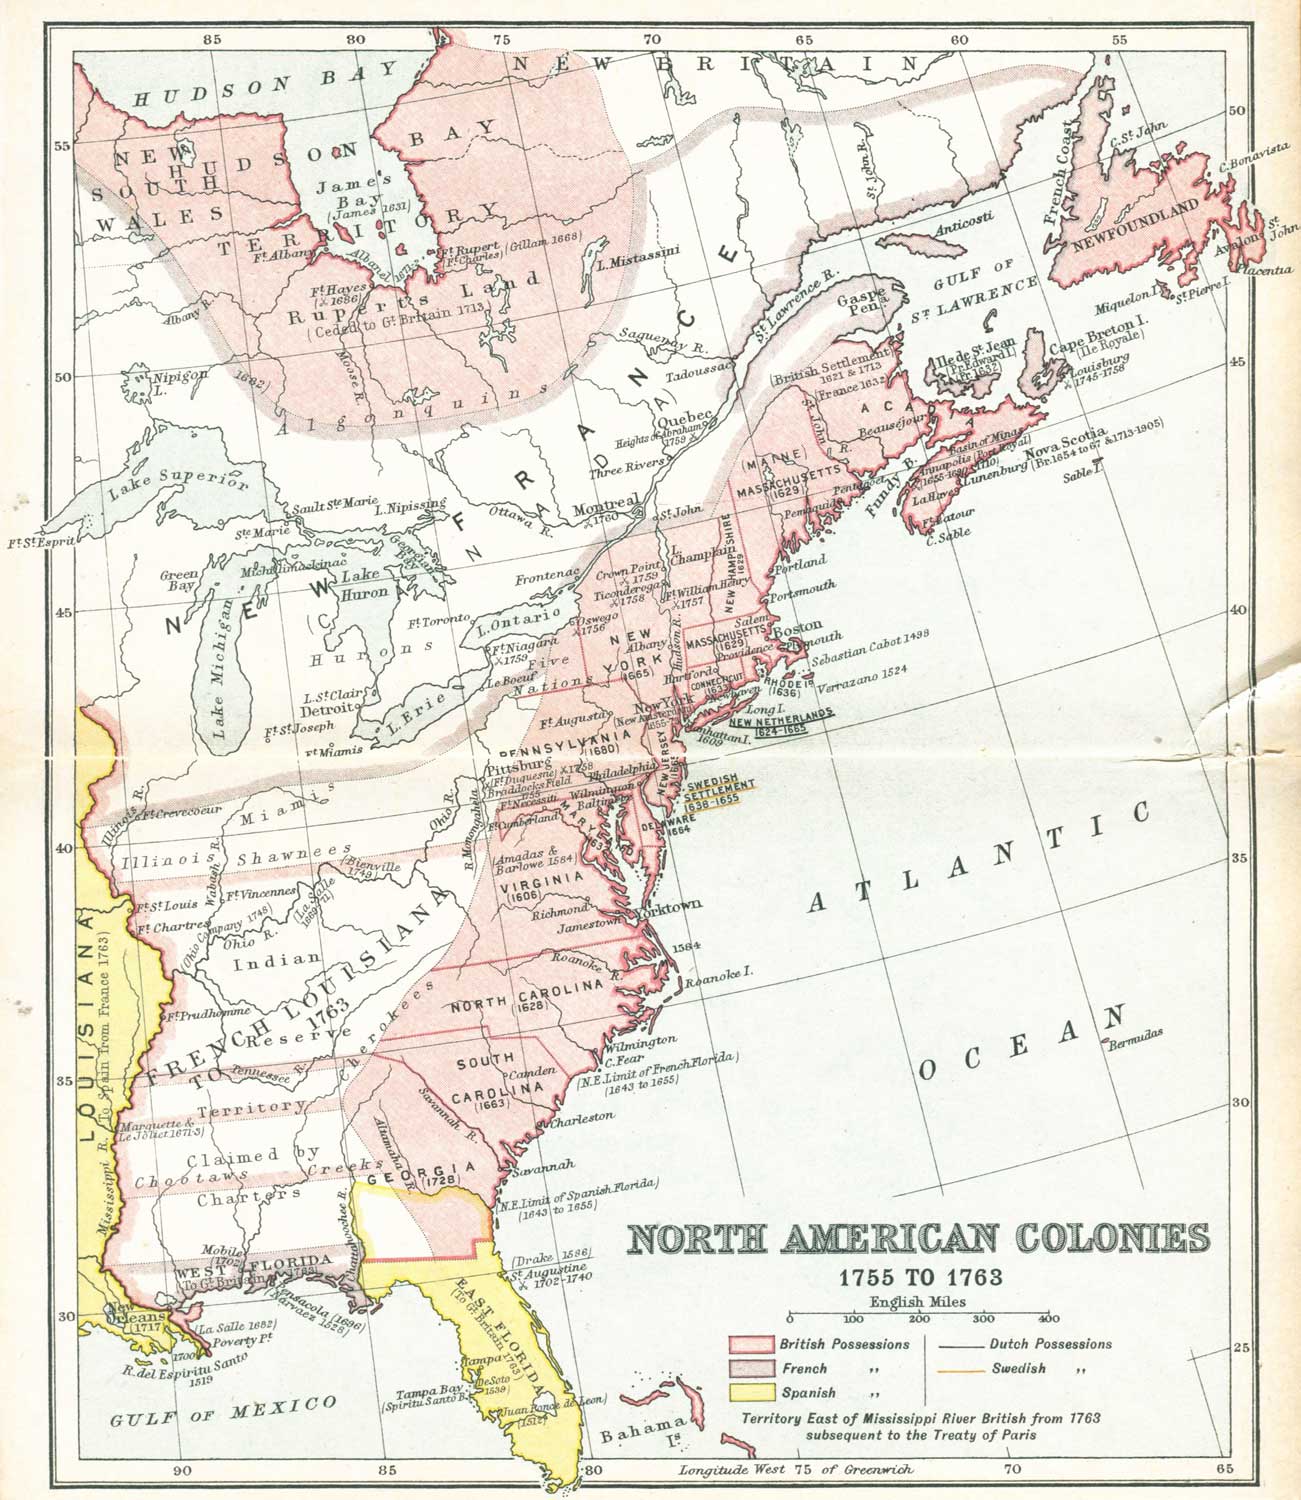 85 80 75 70 65 60 55
NEW BRITAIN
HUDSON BAY
50
55
HUDSON BAY
TERRITORY
NEW
SOUTH
WALES
James
Bay
(James 1631)
Ft. Albany
Albanel 1671-2
Ft. Rupert (Gillam 1668)
(Ft. Charles)
Ft. Hayes
(X 1686)
Rupert's Land
(Ceded to Gt. Britain 1713)
Albany R.
Moose R.
L. Mistassini
St. John R.
Anticosti
French Coast
C. St. John
C. Bonavista
NEWFOUNDLAND
Avalon
St. John
Placentia
Miquelon I.
St. Pierre I.
GULF OF
ST LAWRENCE
Gaspe
Pena
St. Lawrence R.
Saguenay R.
Tadoussac
NEW FRANCE
(CANADA)
50
45
Nipigon
L.
1682)
Algonquins
Lake Superior
Sault Ste Marie
Ste Marie
L. Nipissing
Ottawa R.
Ft. St. Esprit
Green
Bay
Michilimackinac
Georgian
Bay
Lake
Huron
Lake Michigan
Hurons
Quebec
Heights of Abraham
1759 X
Three Rivers
Montreal
X 1760
St. John
(British Settlement
1621 & 1713
(France 1632)
ACADIA
Beauséjour
St. John R.
Ile de St. Jean
(Pr. Edward I.)
Fr. 1632
Cape Breton I.
(Ile Royale)
Louisburg
X 1745-1758
Basin of Minas
Annapolis (Port Royal)
(1655-1690 1710)
Nova Scotia
(Br. 1654 to 67 & 1713-1905)
Lunenburg
La Heve
Sable I.
Fundy B.
Ft. Latour
C. Sable
(MAINE)
MASSACHUSETTS
(1629)
Pentagoet
Pemaquid
Portland
Portsmouth
NEW HAMPSHIRE
1629
L.
Champlain
Crown Point
X 1759
Ticonderoga
X 1758
Ft. William Henry
X 1757
Frontenac
45
Ft. Toronto
L. Ontario
Oswego
X 1756
Ft. Niagara
X 1759
Five
Nations
Le Boeuf
L. St. Clair
Detroit
Ft. St. Joseph
L. Erie
Ft. Miamis
NEW
YORK
(1665)
Albany
Hudson R.
MASSACHUSETTS
(1629)
Salem
Boston
Plymouth
Providence
Hartford
CONNECTICUT
1633
Newhaven
RHODE Is
(1636)
Sebastian Cabot 1498
Verrazano 1524
40
New York
(New Amsterdam)
Long I.
NEW NETHERLANDS
1624-1665
Manhattan I.
1609
Ft. Augusta
PENNSYLVANIA
(1680)
Pittsburg
(Ft. Duquesne) X 1758
Braddocks Field
1755
Ft. Necessity
Ft. Cumberland
Philadelphia
NEW JERSEY
Wilmington
Baltimore
MARYLAND
1632
DELAWARE
1664
SWEDISH
SETTLEMENT
1638-1655
Illinois R.
Ft. Crevecoeur
Miamis
Ohio R.
R. Monongahela
40
Illinois Shawnees
Wabash R.
(Bienville
1749)
Ft. St. Louis
Ft. Vincennes
(La Salle
1669-71)
Ft. Chartres
(Ohio Company 1748)
Ohio R.
Indian
Reserve
FRENCH LOUISIANA
TO 1763
Ft. Prudhomme
LOUISIANA
To Spain from France 1763)
(Amadas &
Barlowe 1584)
VIRGINIA
(1606)
Richmond
Jamestown
Yorktown
1584
Roanoke R.
Roanoke I.
35
ATLANTIC
OCEAN
Bermudas
NORTH CAROLINA
(1628)
Cherokees
SOUTH
CAROLINA
(1663)
Camden
Wilmington
C. Fear
(N.E. Limit of French Florida)
(1643 to 1655)
35
Tennessee R.
Territory
Claimed by
Charters
Marquette &
Le Joliet 1671-3)
Choctaws
Creeks
Mississippi R.
Savannah R.
Charleston
Altamaha R.
GEORGIA
(1728)
Savannah
(N.E. Limit of Spanish Florida)
(1643 to 1655)
30
Chattahoochee R.
Mobile
(1702)
WEST FLORIDA
(To Gt. Britain 1763)
Pensacola (1696)
(Narvaez 1528)
(Drake 1586)
St. Augustine
X 1702-1740
30
New
Orleans
(1717)
(La Salle 1682)
Poverty Pt.
1700
R. del Espiritu Santo
1519
EAST FLORIDA
(To Gt. Britain 1763)
Tampa
DeSoto
1539
Tampa Bay
(Spiritu Santo B.)
(Juan Ponce de Leon)
(1512)
GULF OF MEXICO
Bahama
Is
25
NORTH AMERICAN COLONIES
1755 TO 1763
English Miles
0 100 200 300 400
British Possessions
French „
Spanish „
Dutch Possessions
Swedish „
Territory East of Mississippi River British from 1763
subsequent to the Treaty of Paris
90 85 80 Longitude West 75 of Greenwich 70 65